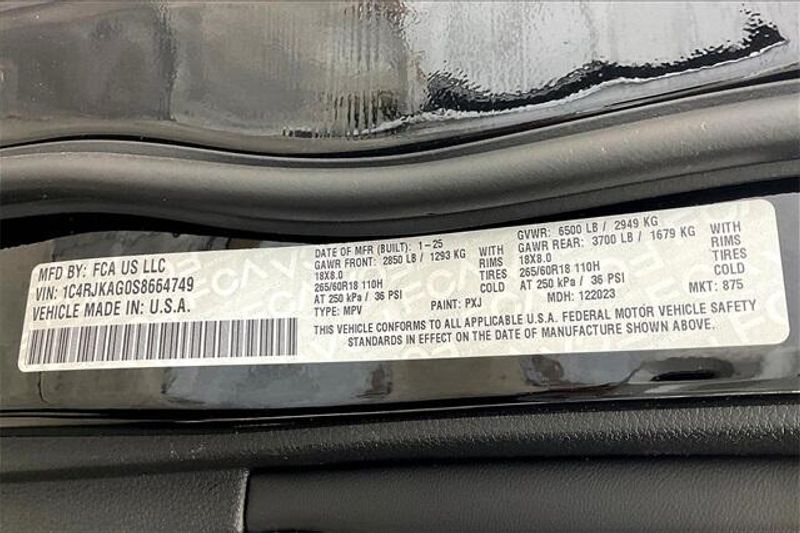 MFD BY: FCA US LLC
VIN: 1C4RJKAG0S8664749
VEHICLE MADE IN: U.S.A.
DATE OF MFR (BUILT): 1-25
GAWR FRONT: 2850 LB / 1293 KG WITH
18X8.0 RIMS
265/60R18 110H TIRES
AT 250 kPa / 36 PSI COLD
TYPE: MPV PAINT: PXJ
GVWR: 6500 LB / 2949 KG
GAWR REAR: 3700 LB / 1679 KG WITH
18X8.0 RIMS
265/60R18 110H TIRES
AT 250 kPa / 36 PSI COLD
MDH: 122023 MKT: 875
THIS VEHICLE CONFORMS TO ALL APPLICABLE U.S.A. FEDERAL MOTOR VEHICLE SAFETY
STANDARDS IN EFFECT ON THE DATE OF MANUFACTURE SHOWN ABOVE.